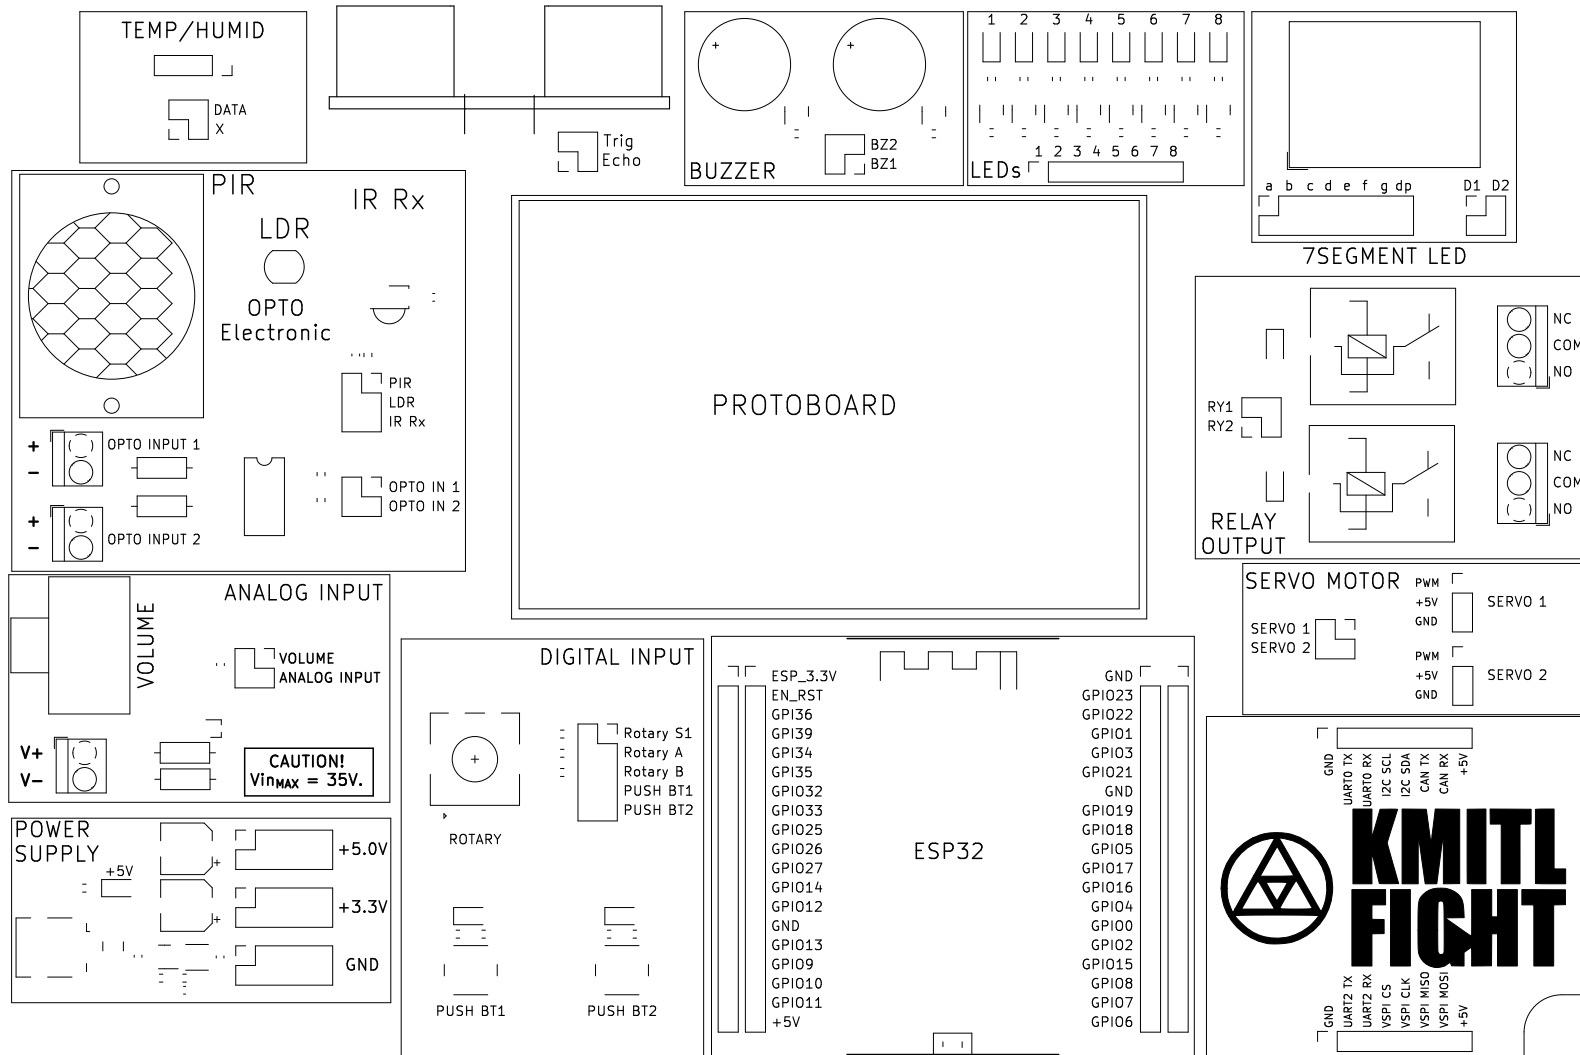 TEMP/HUMID
DATA
X
Trig
Echo
+ +
BZ2
BZ1
BUZZER
1 2 3 4 5 6 7 8
1 2 3 4 5 6 7 8
LEDs
a b c d e f g dp
D1 D2
7SEGMENT LED
PIR
IR Rx
LDR
OPTO
Electronic
PIR
LDR
IR Rx
+
-
OPTO INPUT 1
OPTO IN 1
OPTO IN 2
+
-
OPTO INPUT 2
PROTOBOARD
NC
COM
NO
RY1
RY2
NC
COM
NO
RELAY
OUTPUT
ANALOG INPUT
VOLUME
VOLUME
ANALOG INPUT
V+
V-
CAUTION!
VinMAX = 35V.
SERVO MOTOR
PWM
+5V
GND
SERVO 1
SERVO 1
SERVO 2
PWM
+5V
GND
SERVO 2
DIGITAL INPUT
Rotary S1
Rotary A
Rotary B
PUSH BT1
PUSH BT2
ROTARY
PUSH BT1
PUSH BT2
ESP32
ESP_3.3V
EN_RST
GPI36
GPI39
GPI34
GPI35
GPIO32
GPIO33
GPIO25
GPIO26
GPIO27
GPIO14
GPIO12
GND
GPIO13
GPIO9
GPIO10
GPIO11
+5V
GND
GPIO23
GPIO22
GPIO1
GPIO3
GPIO21
GND
GPIO19
GPIO18
GPIO5
GPIO17
GPIO16
GPIO4
GPIO0
GPIO2
GPIO15
GPIO8
GPIO7
GPIO6
POWER
SUPPLY
+5V
+
+
+5.0V
+3.3V
GND
GND
UART0 TX
UART0 RX
I2C SCL
I2C SDA
CAN TX
CAN RX
+5V
KMITL
FIGHT
GND
UART2 TX
UART2 RX
VSPI CS
VSPI CLK
VSPI MISO
VSPI MOSI
+5V